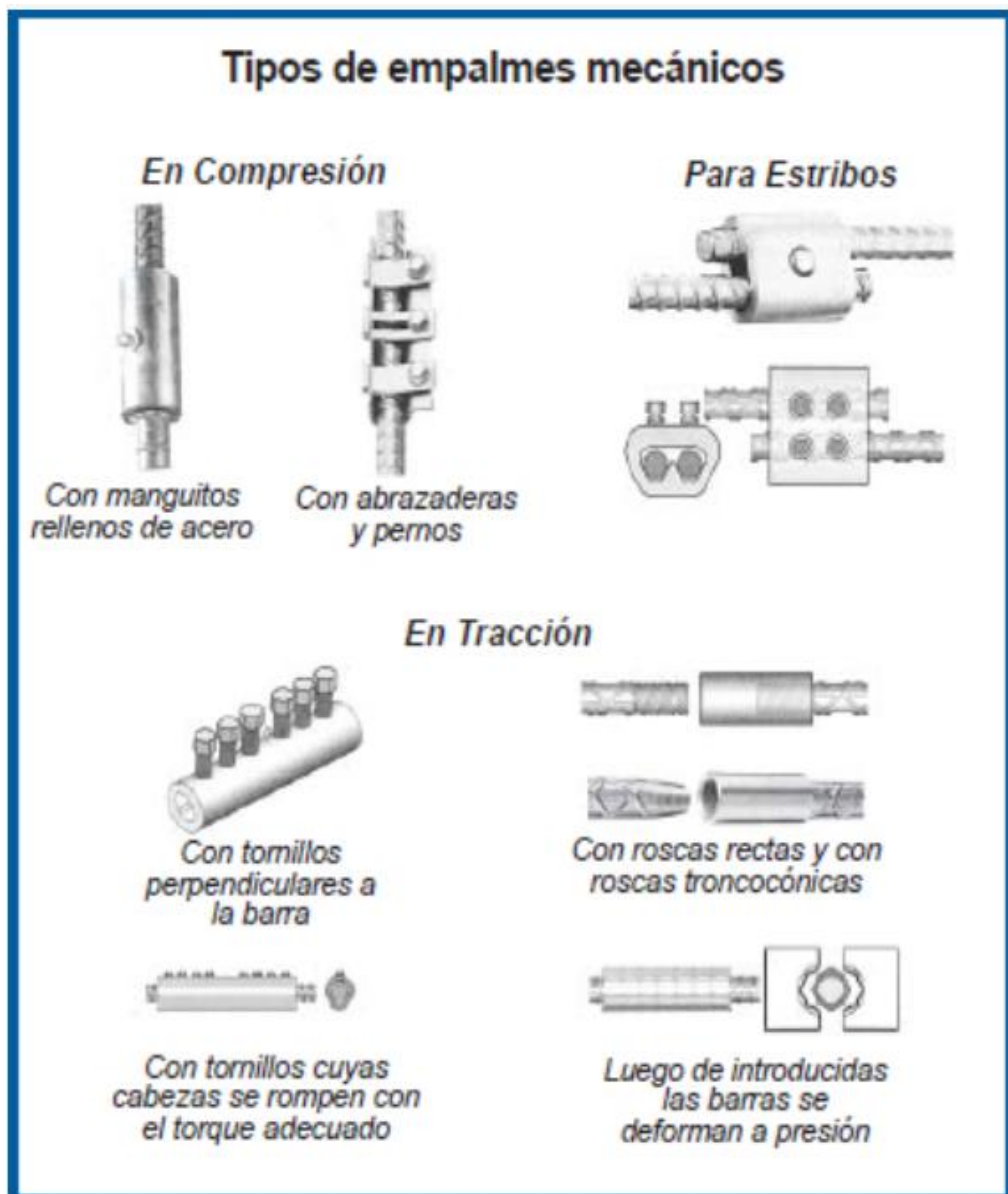 Tipos de empalmes mecánicos
En Compresión
Para Estribos
Con manguitos
rellenos de acero
Con abrazaderas
y pernos
En Tracción
Con tornillos
perpendiculares a
la barra
Con roscas rectas y con
roscas troncocónicas
Con tornillos cuyas
cabezas se rompen con
el torque adecuado
Luego de introducidas
las barras se
deforman a presión